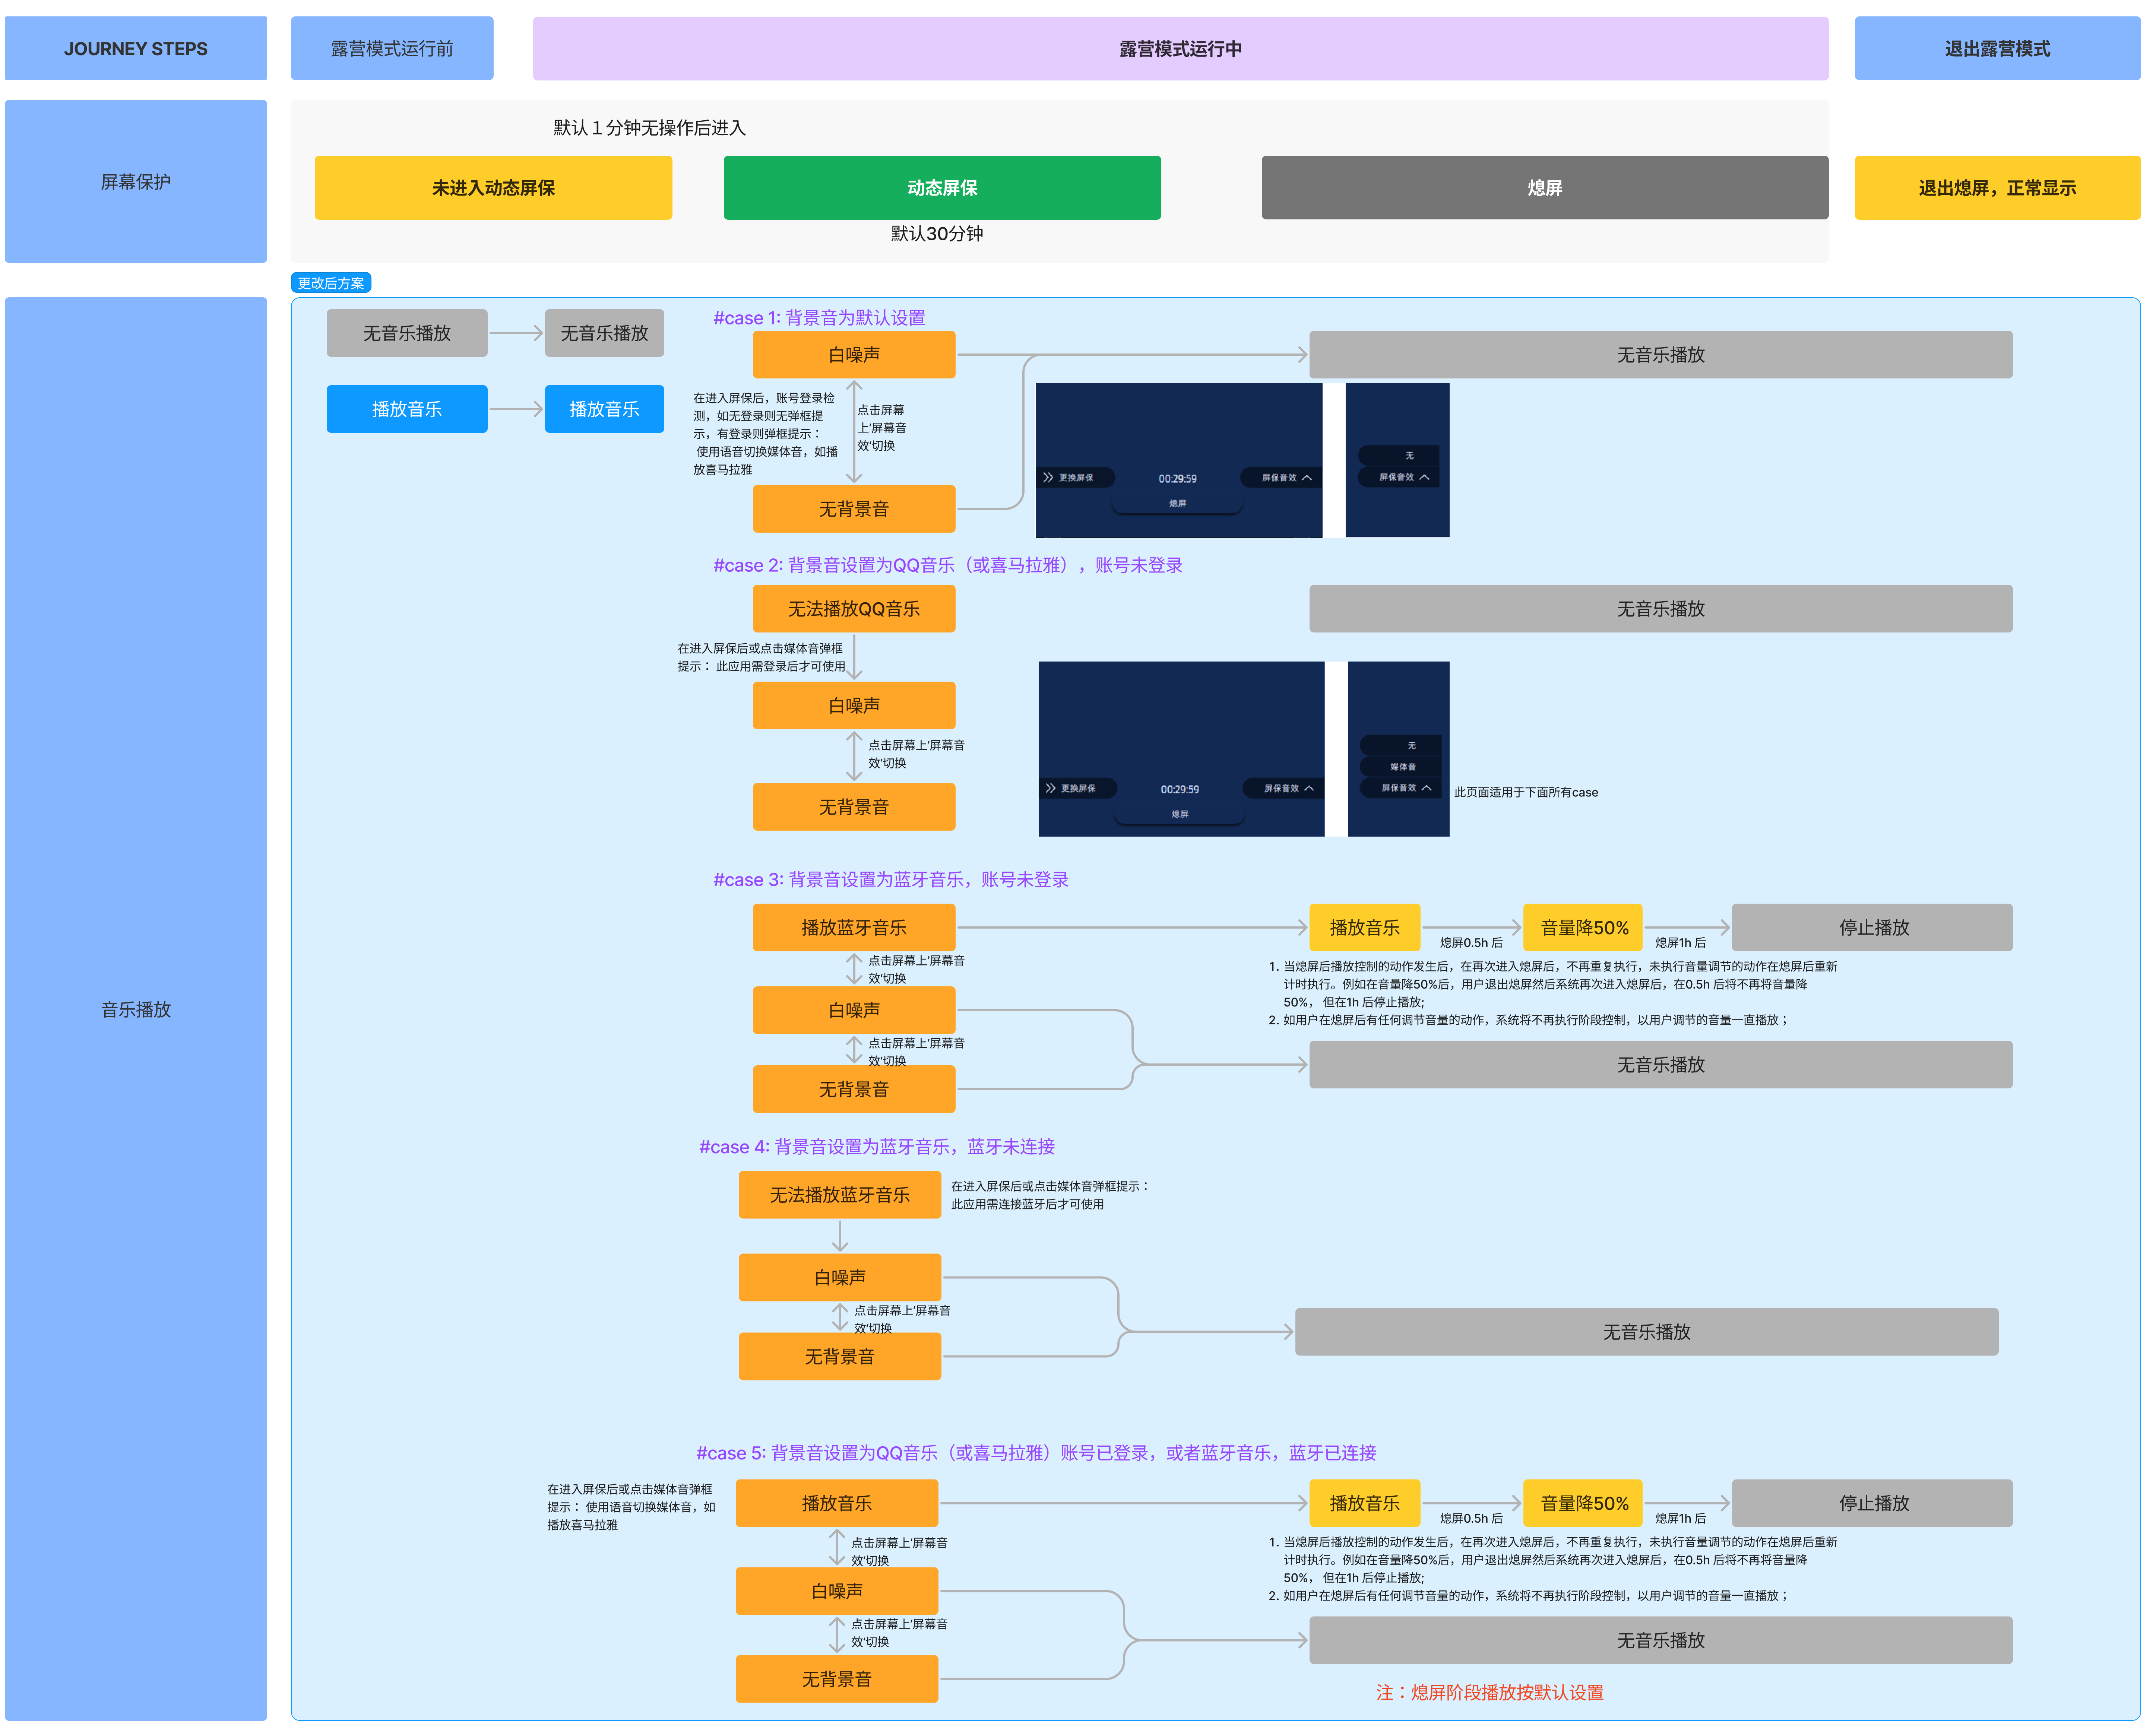 JOURNEY STEPS
露营模式运行前
露营模式运行中
退出露营模式
屏幕保护
默认１分钟无操作后进入
未进入动态屏保
动态屏保
熄屏
退出熄屏，正常显示
默认30分钟
更改后方案
音乐播放
无音乐播放
无音乐播放
播放音乐
播放音乐
#case 1: 背景音为默认设置
白噪声
无音乐播放
在进入屏保后，账号登录检
测，如无登录则无弹框提
示，有登录则弹框提示：
使用语音切换媒体音，如播
放喜马拉雅
点击屏幕
上‘屏幕音
效’切换
无背景音
更换屏保
00:29:59
屏保音效
熄屏
无
屏保音效
#case 2: 背景音设置为QQ音乐（或喜马拉雅），账号未登录
无法播放QQ音乐
无音乐播放
在进入屏保后或点击媒体音弹框
提示： 此应用需登录后才可使用
白噪声
点击屏幕上‘屏幕音
效’切换
无背景音
更换屏保
00:29:59
屏保音效
熄屏
无
媒体音
屏保音效
此页面适用于下面所有case
#case 3: 背景音设置为蓝牙音乐，账号未登录
播放蓝牙音乐
播放音乐
熄屏0.5h 后
音量降50%
熄屏1h 后
停止播放
点击屏幕上‘屏幕音
效’切换
白噪声
点击屏幕上‘屏幕音
效’切换
无背景音
1. 当熄屏后播放控制的动作发生后，在再次进入熄屏后，不再重复执行，未执行音量调节的动作在熄屏后重新
计时执行。例如在音量降50%后，用户退出熄屏然后系统再次进入熄屏后，在0.5h 后将不再将音量降
50%， 但在1h 后停止播放;
2. 如用户在熄屏后有任何调节音量的动作，系统将不再执行阶段控制，以用户调节的音量一直播放；
无音乐播放
#case 4: 背景音设置为蓝牙音乐，蓝牙未连接
无法播放蓝牙音乐
在进入屏保后或点击媒体音弹框提示：
此应用需连接蓝牙后才可使用
白噪声
点击屏幕上‘屏幕音
效’切换
无背景音
无音乐播放
#case 5: 背景音设置为QQ音乐（或喜马拉雅）账号已登录，或者蓝牙音乐，蓝牙已连接
在进入屏保后或点击媒体音弹框
提示： 使用语音切换媒体音，如
播放喜马拉雅
播放音乐
播放音乐
熄屏0.5h 后
音量降50%
熄屏1h 后
停止播放
点击屏幕上‘屏幕音
效’切换
白噪声
点击屏幕上‘屏幕音
效’切换
无背景音
1. 当熄屏后播放控制的动作发生后，在再次进入熄屏后，不再重复执行，未执行音量调节的动作在熄屏后重新
计时执行。例如在音量降50%后，用户退出熄屏然后系统再次进入熄屏后，在0.5h 后将不再将音量降
50%， 但在1h 后停止播放;
2. 如用户在熄屏后有任何调节音量的动作，系统将不再执行阶段控制，以用户调节的音量一直播放；
无音乐播放
注：熄屏阶段播放按默认设置